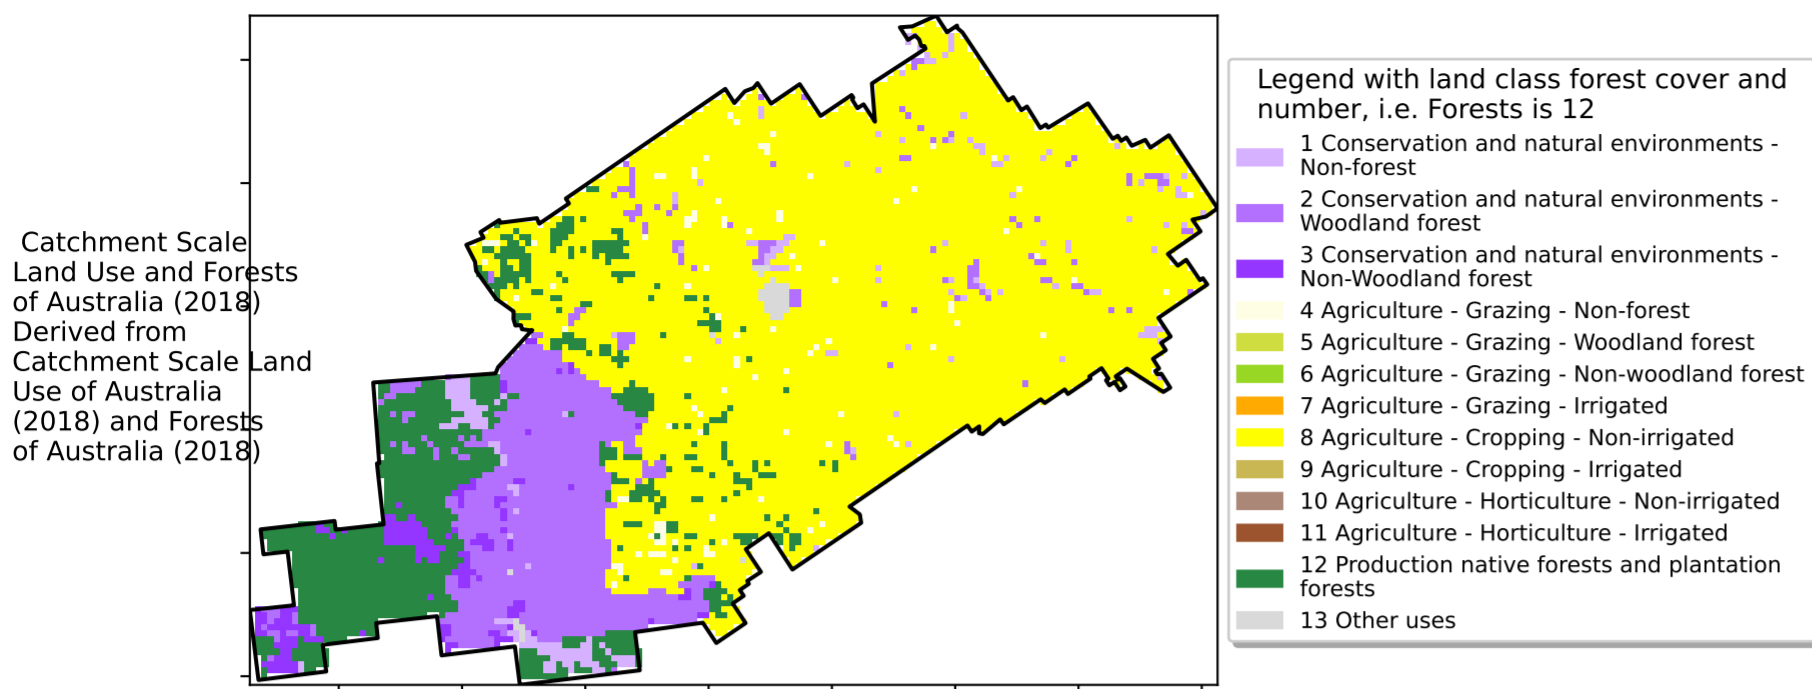 Catchment Scale
Land Use and Forests
of Australia (2018)
Derived from
Catchment Scale Land
Use of Australia
(2018) and Forests
of Australia (2018)
Legend with land class forest cover and
number, i.e. Forests is 12
1 Conservation and natural environments -
Non-forest
2 Conservation and natural environments -
Woodland forest
3 Conservation and natural environments -
Non-Woodland forest
4 Agriculture - Grazing - Non-forest
5 Agriculture - Grazing - Woodland forest
6 Agriculture - Grazing - Non-woodland forest
7 Agriculture - Grazing - Irrigated
8 Agriculture - Cropping - Non-irrigated
9 Agriculture - Cropping - Irrigated
10 Agriculture - Horticulture - Non-irrigated
11 Agriculture - Horticulture - Irrigated
12 Production native forests and plantation
forests
13 Other uses